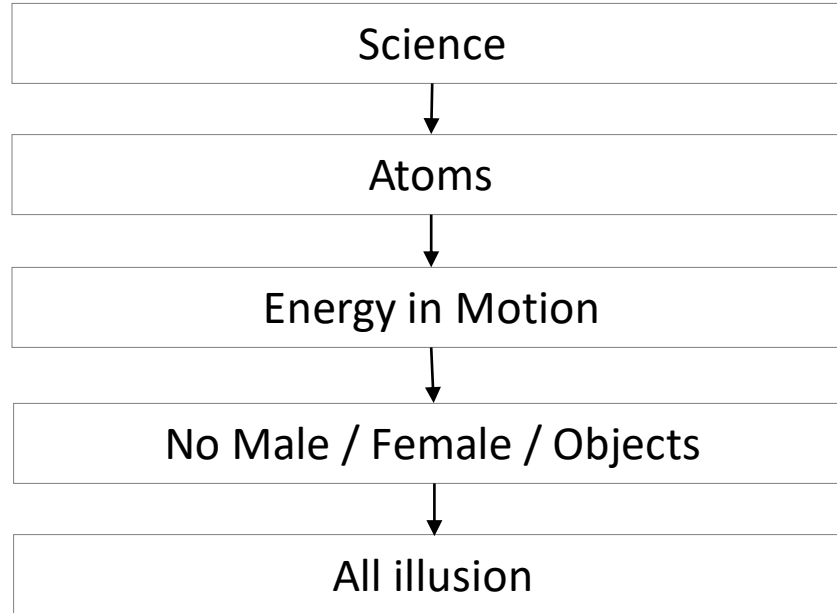 Science
Atoms
Energy in Motion
No Male / Female / Objects
All illusion